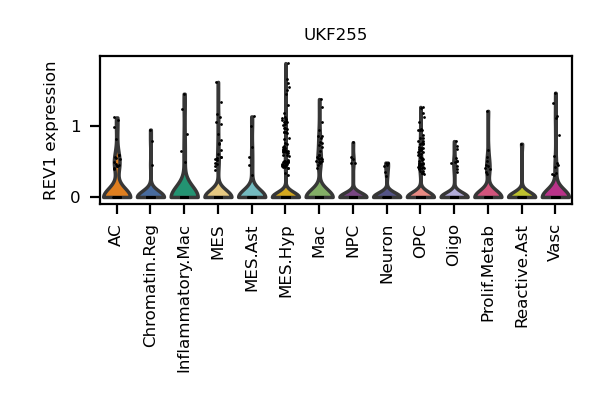 UKF255
REV1 expression
1
0
AC
Chromatin.Reg
Inflammatory.Mac
MES
MES.Ast
MES.Hyp
Mac
NPC
Neuron
OPC
Oligo
Prolif.Metab
Reactive.Ast
Vasc